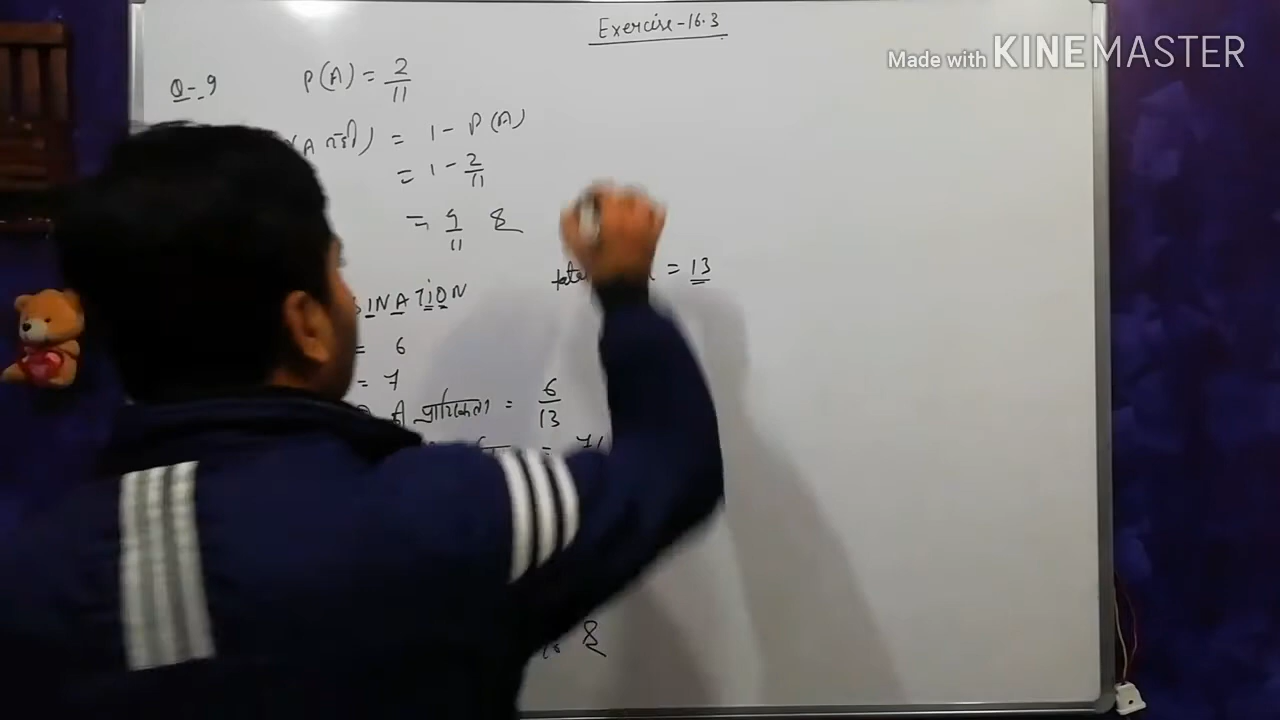 Exercise-16.3
Made with KINEMASTER
Q-9 P(A) = 2/11
(A नहीं) = 1 - P(A)
= 1 - 2/11
= 9/11
= 13
INATION
= 6
= 7
की प्रायिकता = 6/13